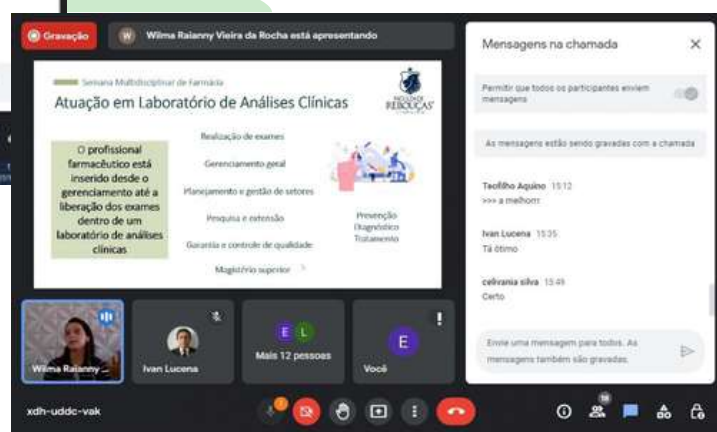 Gravação
W
Wilma Raianny Vieira da Rocha está apresentando
Semana Multidisciplinar de Farmácia
Atuação em Laboratório de Análises Clínicas
FACULDADE
REBOUÇAS
O profissional
farmacêutico está
inserido desde o
gerenciamento até a
liberação dos exames
dentro de um
laboratório de análises
clínicas
Realização de exames
Gerenciamento geral
Planejamento e gestão de setores
Pesquisa e extensão
Garantia e controle de qualidade
Magistério superior
Prevenção
Diagnóstico
Tratamento
Wilma Raianny ...
Ivan Lucena
E L
Mais 12 pessoas
E
Você
xdh-uddc-vak
Mensagens na chamada
Permitir que todos os participantes enviem
mensagens
As mensagens estão sendo gravadas com a chamada
Teofilho Aquino 15:12
>>> a melhorrr
Ivan Lucena 15:35
Tá ótimo
celivania silva 15:49
Certo
Envie uma mensagem para todos. As
mensagens também são gravadas.